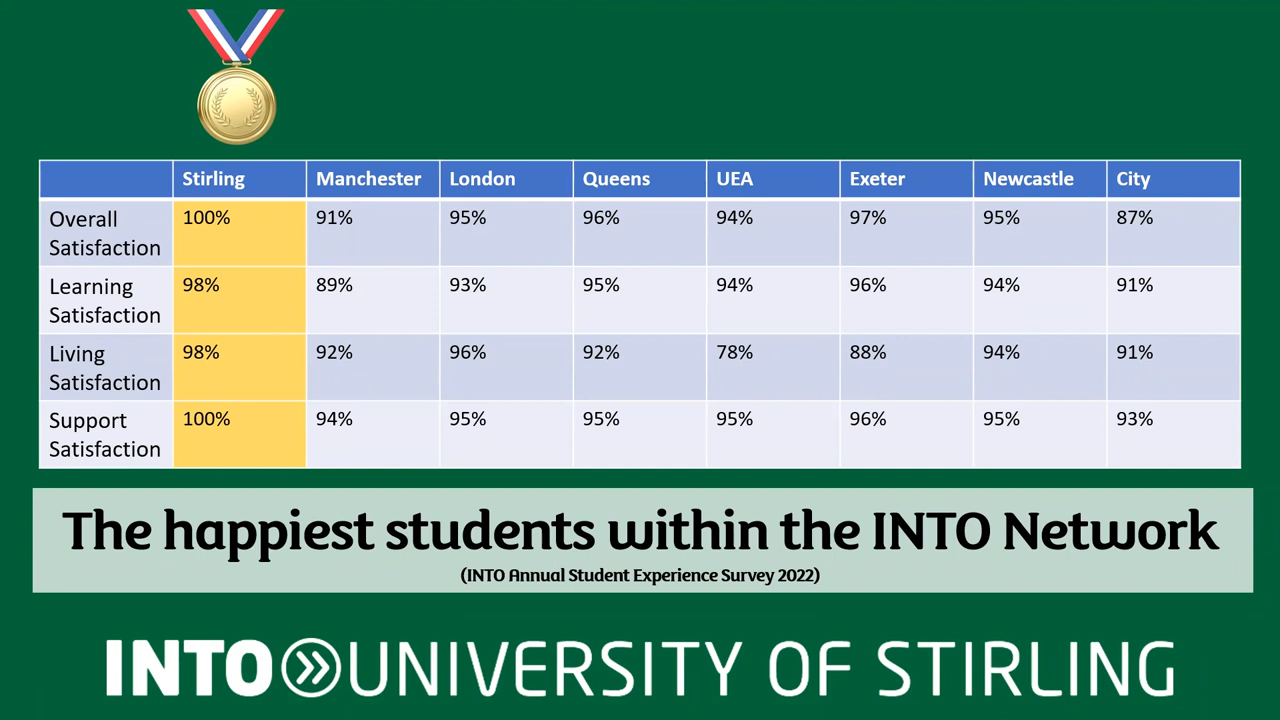 Stirling Manchester London Queens UEA Exeter Newcastle City
Overall Satisfaction 100% 91% 95% 96% 94% 97% 95% 87%
Learning Satisfaction 98% 89% 93% 95% 94% 96% 94% 91%
Living Satisfaction 98% 92% 96% 92% 78% 88% 94% 91%
Support Satisfaction 100% 94% 95% 95% 95% 96% 95% 93%
The happiest students within the INTO Network
(INTO Annual Student Experience Survey 2022)
INTO UNIVERSITY OF STIRLING